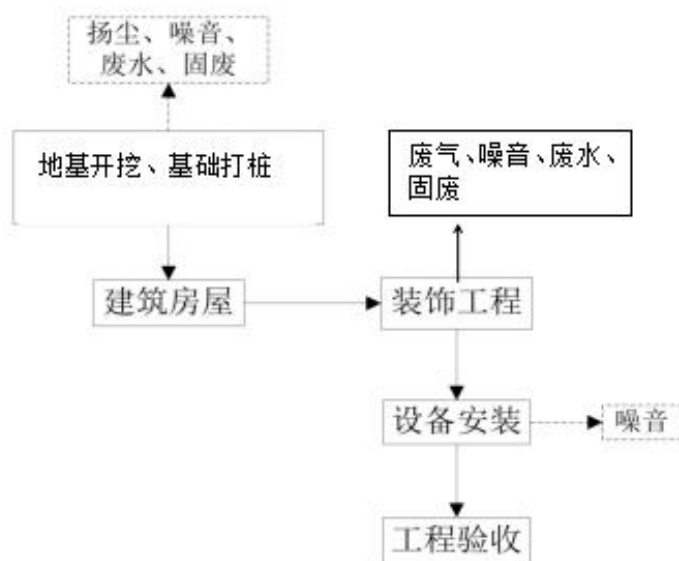 扬尘、噪音、
废水、固废
地基开挖、基础打桩
废气、噪音、废水、
固废
建筑房屋
装饰工程
设备安装
噪音
工程验收